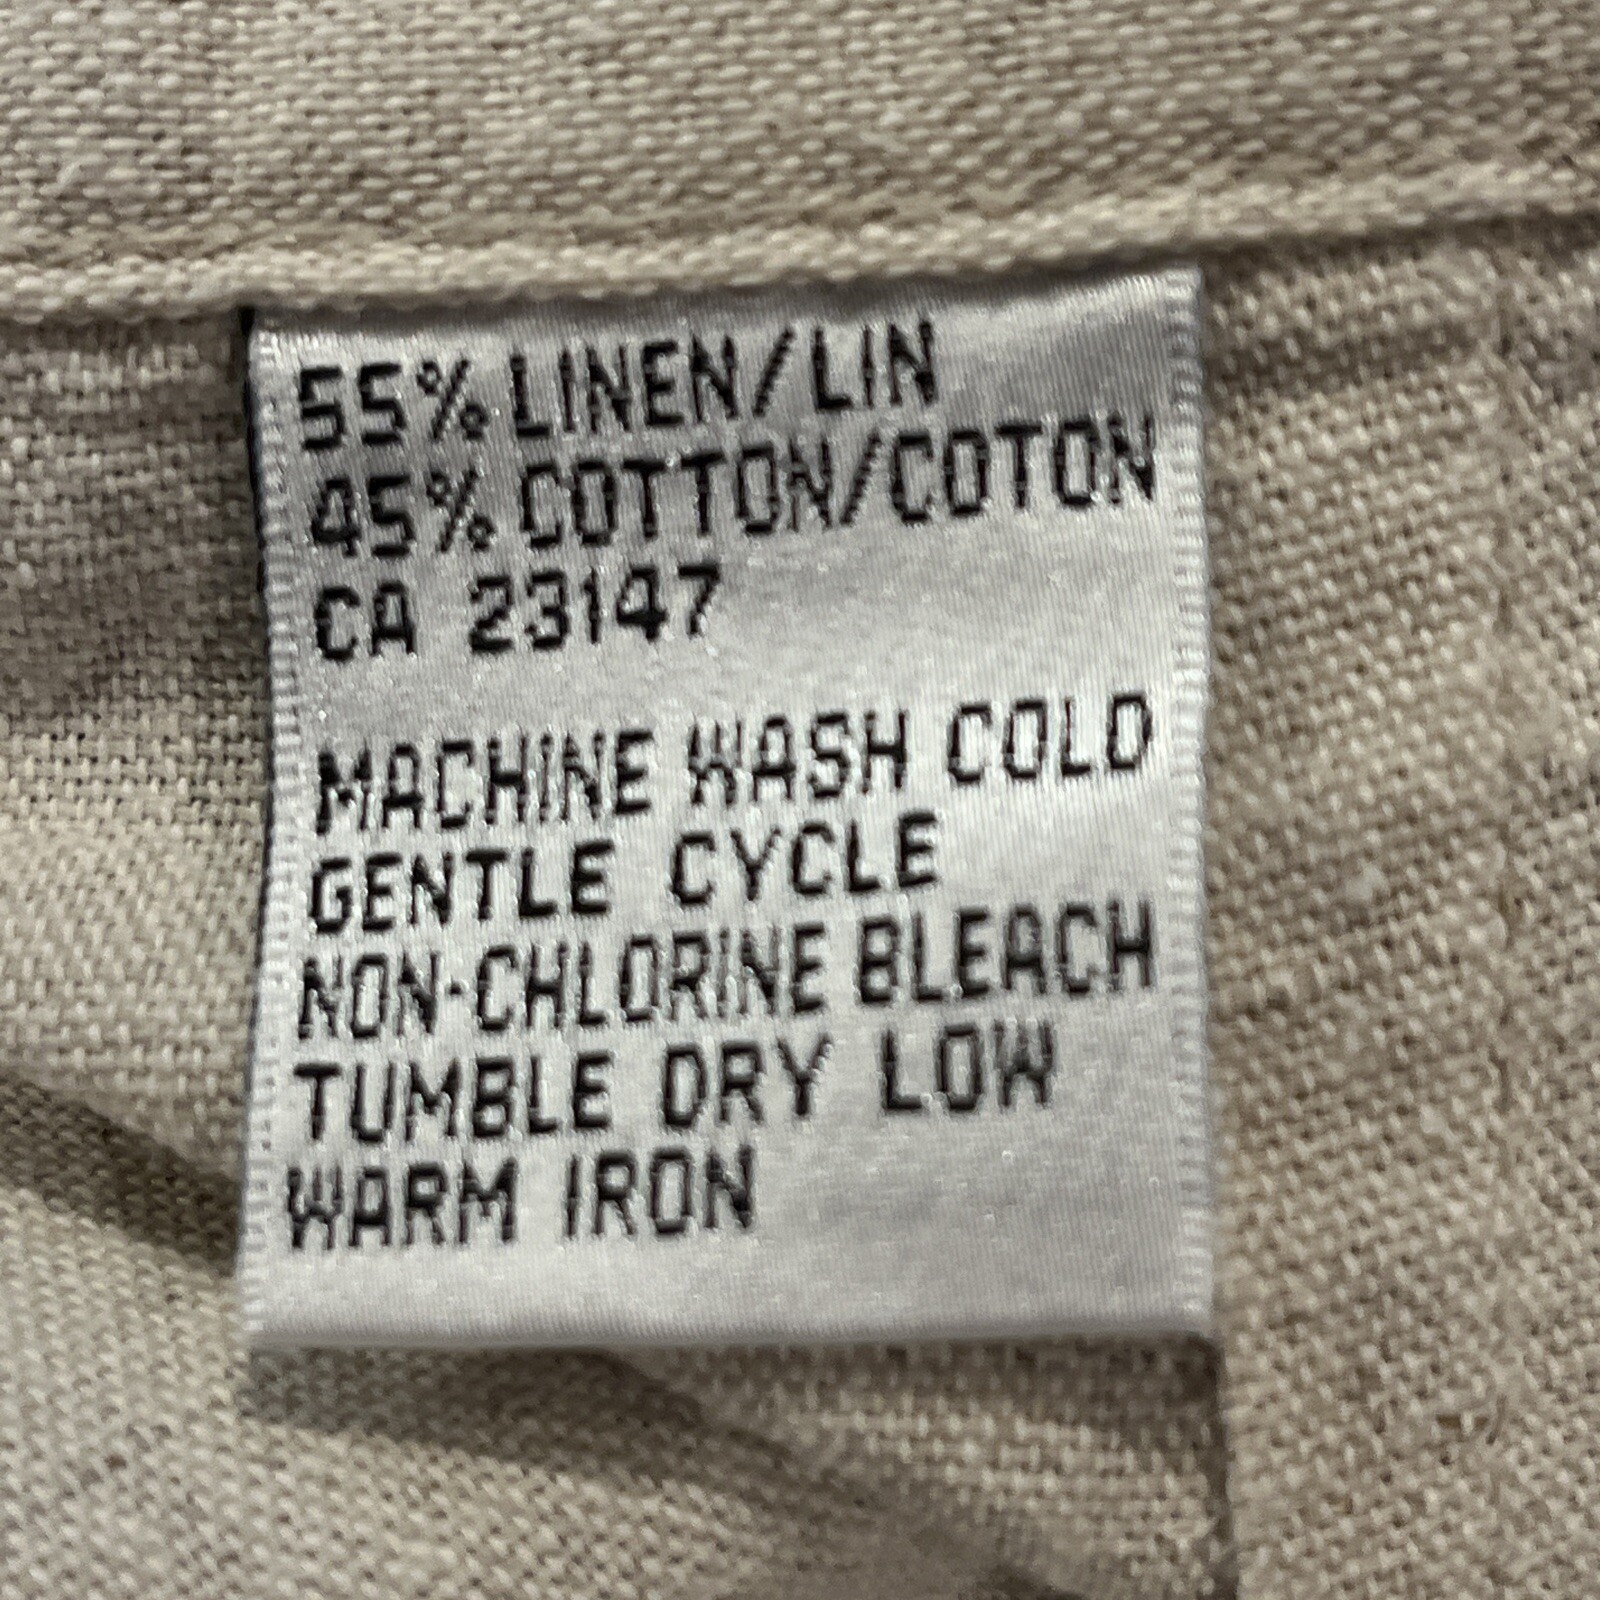 55% LINEN/LIN
45% COTTON/COTON
CA 23147
MACHINE WASH COLD
GENTLE CYCLE
NON-CHLORINE BLEACH
TUMBLE DRY LOW
WARM IRON